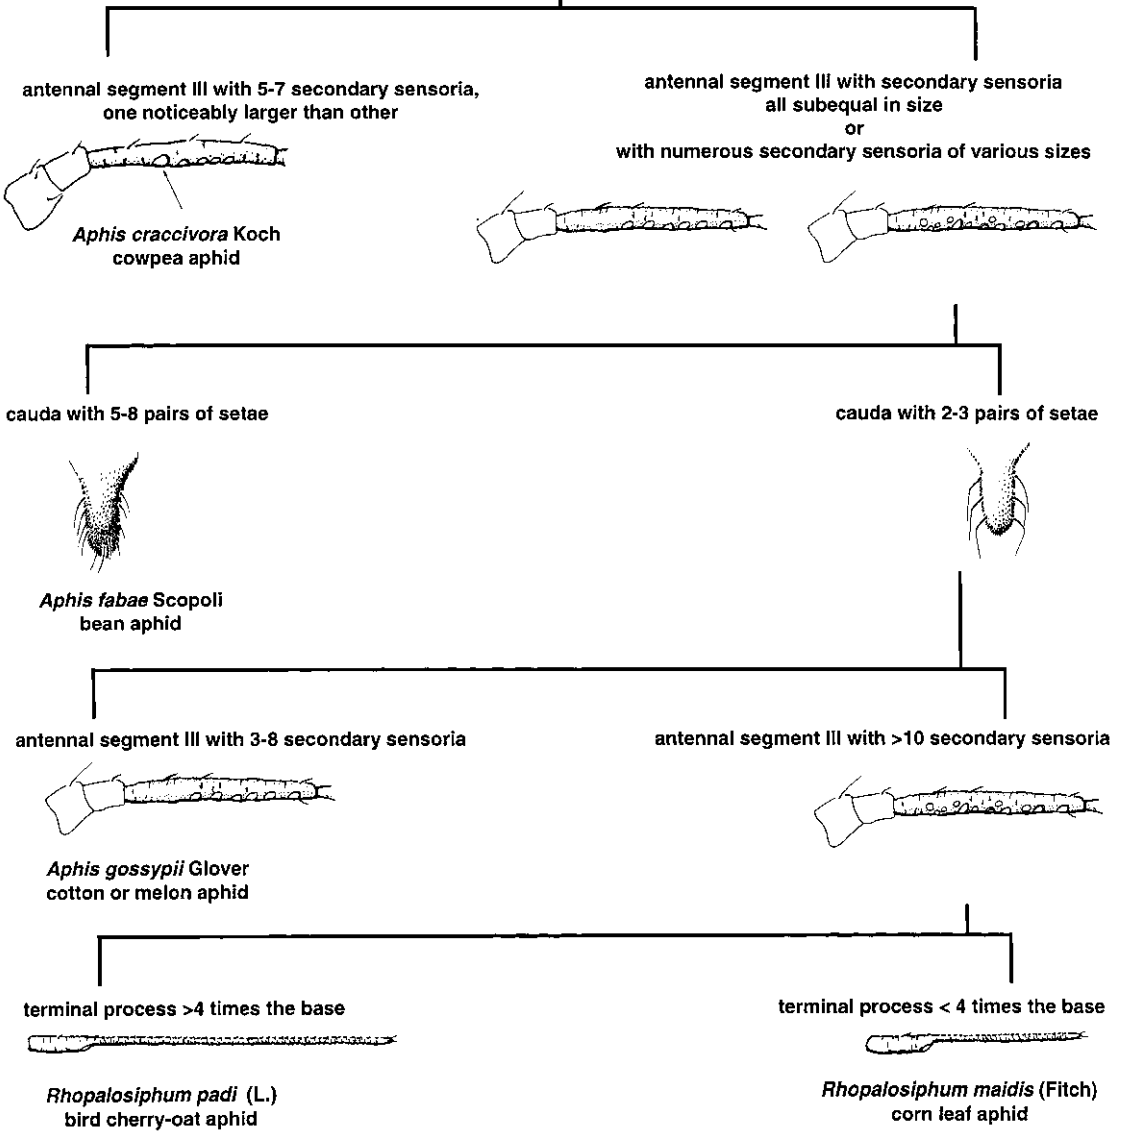 antennal segment III with 5-7 secondary sensoria,
one noticeably larger than other
Aphis craccivora Koch
cowpea aphid
antennal segment III with secondary sensoria
all subequal in size
or
with numerous secondary sensoria of various sizes
cauda with 5-8 pairs of setae
Aphis fabae Scopoli
bean aphid
cauda with 2-3 pairs of setae
antennal segment III with 3-8 secondary sensoria
Aphis gossypii Glover
cotton or melon aphid
antennal segment III with >10 secondary sensoria
terminal process >4 times the base
Rhopalosiphum padi (L.)
bird cherry-oat aphid
terminal process < 4 times the base
Rhopalosiphum maidis (Fitch)
corn leaf aphid